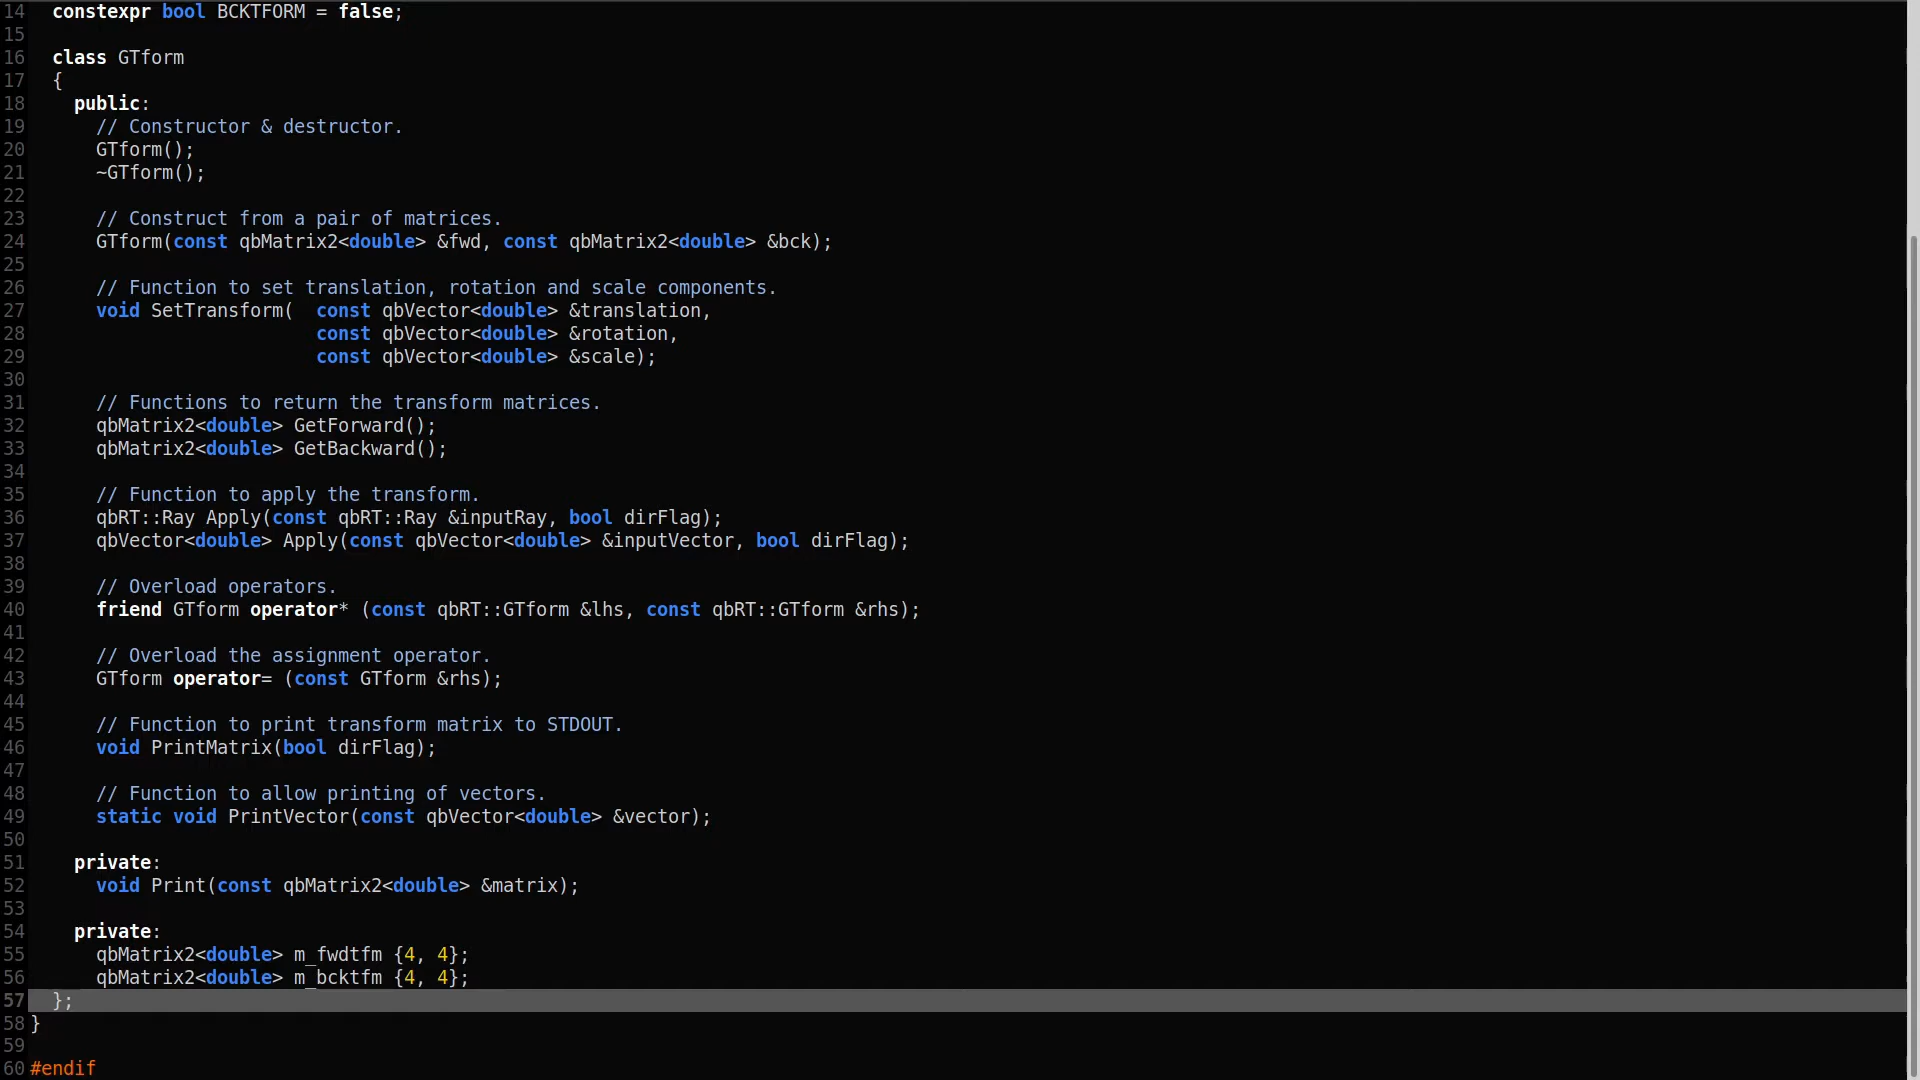 14 constexpr bool BCKTFORM = false;
15
16 class GTform
17 {
18 public:
19 // Constructor & destructor.
20 GTform();
21 ~GTform();
22
23 // Construct from a pair of matrices.
24 GTform(const qbMatrix2<double> &fwd, const qbMatrix2<double> &bck);
25
26 // Function to set translation, rotation and scale components.
27 void SetTransform( const qbVector<double> &translation,
28 const qbVector<double> &rotation,
29 const qbVector<double> &scale);
30
31 // Functions to return the transform matrices.
32 qbMatrix2<double> GetForward();
33 qbMatrix2<double> GetBackward();
34
35 // Function to apply the transform.
36 qbRT::Ray Apply(const qbRT::Ray &inputRay, bool dirFlag);
37 qbVector<double> Apply(const qbVector<double> &inputVector, bool dirFlag);
38
39 // Overload operators.
40 friend GTform operator* (const qbRT::GTform &lhs, const qbRT::GTform &rhs);
41
42 // Overload the assignment operator.
43 GTform operator= (const GTform &rhs);
44
45 // Function to print transform matrix to STDOUT.
46 void PrintMatrix(bool dirFlag);
47
48 // Function to allow printing of vectors.
49 static void PrintVector(const qbVector<double> &vector);
50
51 private:
52 void Print(const qbMatrix2<double> &matrix);
53
54 private:
55 qbMatrix2<double> m_fwdtfm {4, 4};
56 qbMatrix2<double> m_bcktfm {4, 4};
57 };
58 }
59
60 #endif